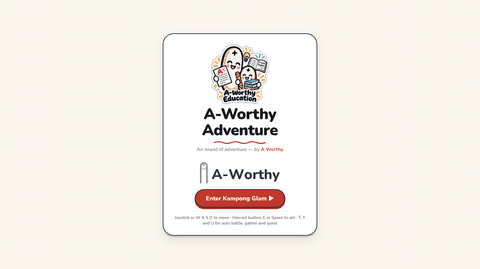 A+
A-Worthy
Education
A-Worthy
Adventure
An island of adventure — by A-Worthy
A-Worthy
Enter Kampong Glam ▶
Joystick or W A S D to move · Interact button, E or Space to act · T, Y
and U for auto battle, gather and quest